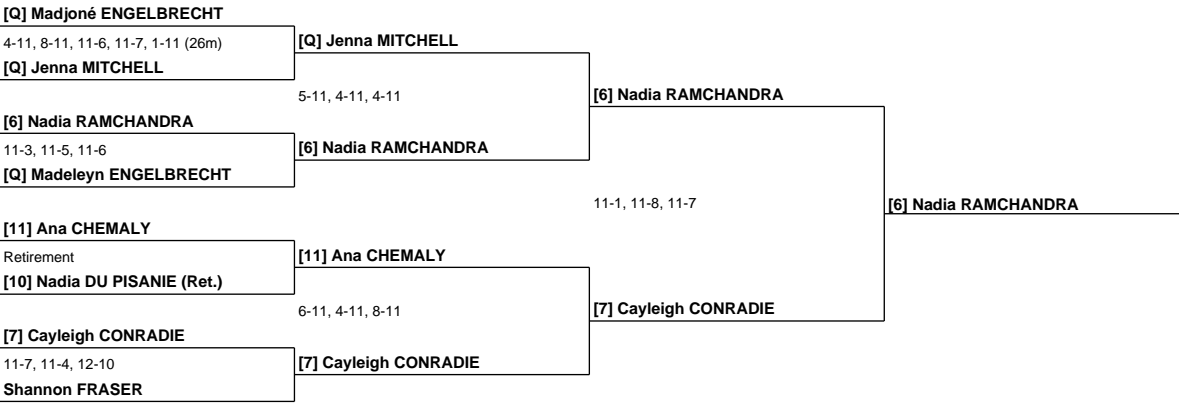 [Q] Madjoné ENGELBRECHT
4-11, 8-11, 11-6, 11-7, 1-11 (26m)
[Q] Jenna MITCHELL
[Q] Jenna MITCHELL
5-11, 4-11, 4-11
[6] Nadia RAMCHANDRA
[6] Nadia RAMCHANDRA
11-3, 11-5, 11-6
[6] Nadia RAMCHANDRA
[Q] Madeleyn ENGELBRECHT
11-1, 11-8, 11-7
[6] Nadia RAMCHANDRA
[11] Ana CHEMALY
Retirement
[11] Ana CHEMALY
[10] Nadia DU PISANIE (Ret.)
6-11, 4-11, 8-11
[7] Cayleigh CONRADIE
[7] Cayleigh CONRADIE
11-7, 11-4, 12-10
[7] Cayleigh CONRADIE
Shannon FRASER